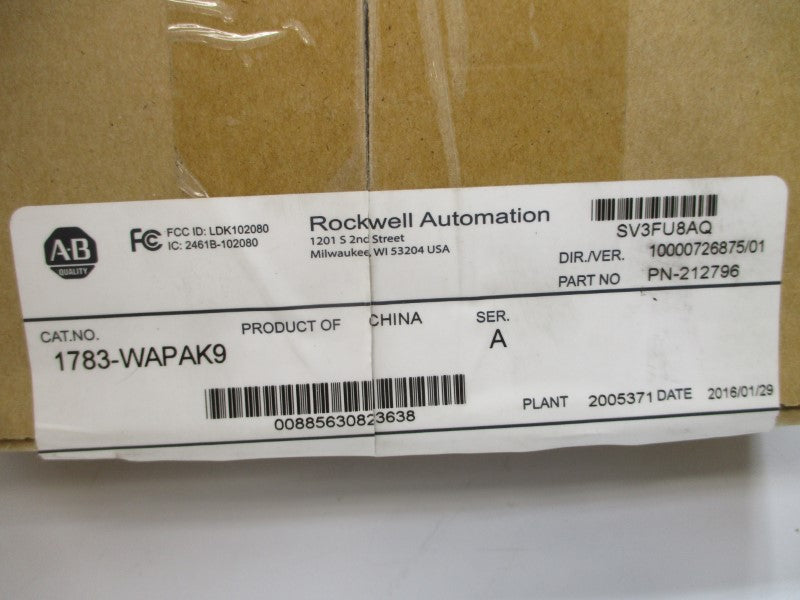 A-B
QUALITY
FC FCC ID: LDK102080
IC: 2461B-102080
Rockwell Automation
1201 S 2nd Street
Milwaukee, WI 53204 USA
SV3FU8AQ
DIR./VER. 10000726875/01
PART NO PN-212796
CAT.NO. PRODUCT OF CHINA SER.
1783-WAPAK9 A
00885630823638
PLANT 2005371 DATE 2016/01/29